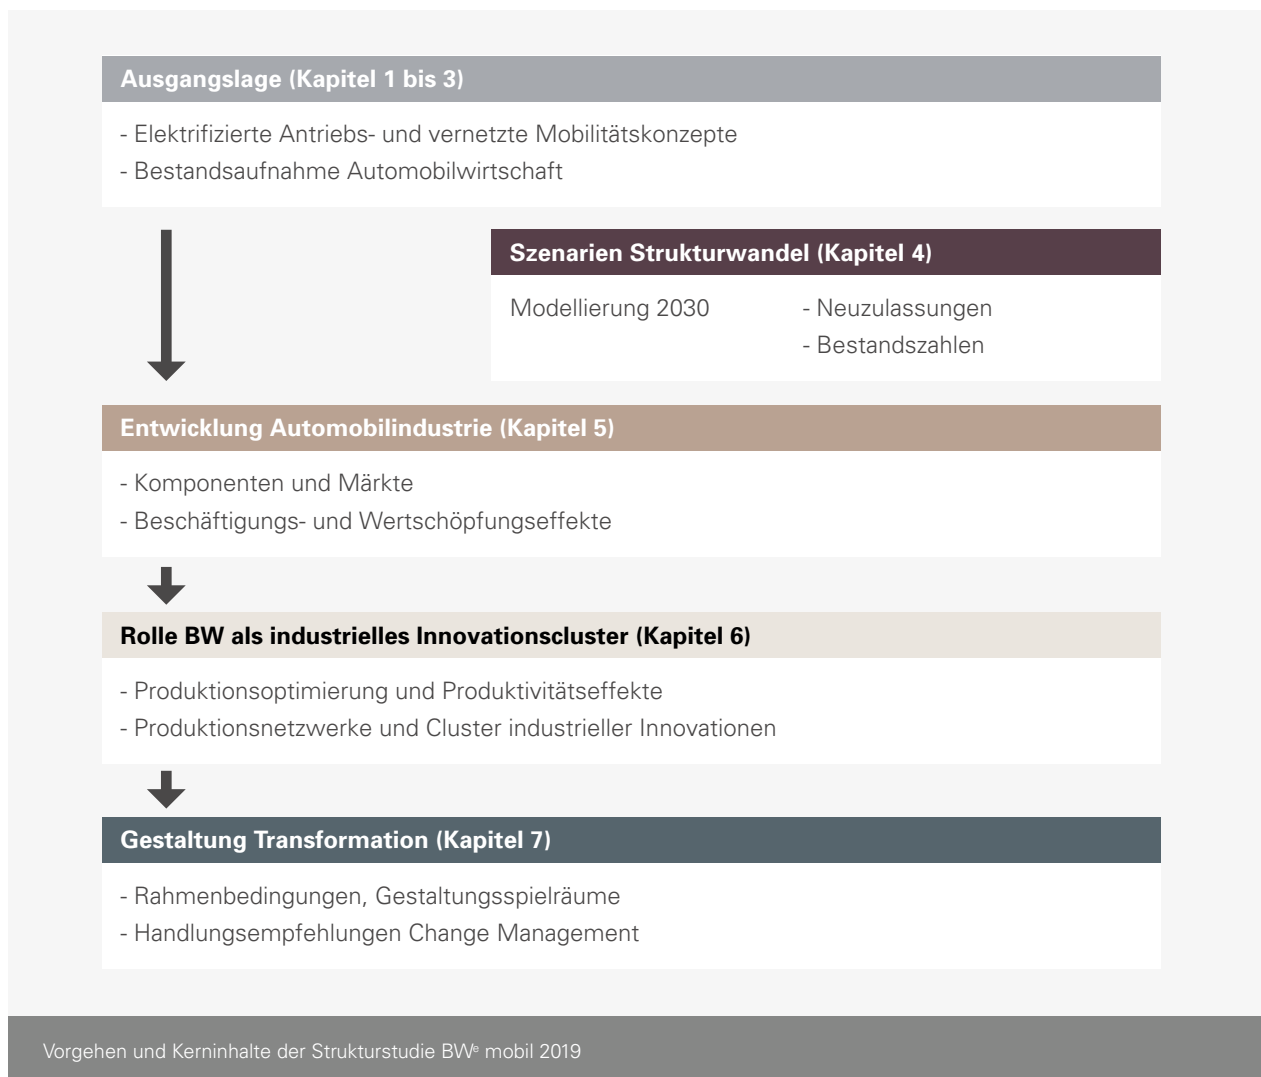 Ausgangslage (Kapitel 1 bis 3)
- Elektrifizierte Antriebs- und vernetzte Mobilitätskonzepte
- Bestandsaufnahme Automobilwirtschaft
Szenarien Strukturwandel (Kapitel 4)
Modellierung 2030 - Neuzulassungen
- Bestandszahlen
Entwicklung Automobilindustrie (Kapitel 5)
- Komponenten und Märkte
- Beschäftigungs- und Wertschöpfungseffekte
Rolle BW als industrielles Innovationscluster (Kapitel 6)
- Produktionsoptimierung und Produktivitätseffekte
- Produktionsnetzwerke und Cluster industrieller Innovationen
Gestaltung Transformation (Kapitel 7)
- Rahmenbedingungen, Gestaltungsspielräume
- Handlungsempfehlungen Change Management
Vorgehen und Kerninhalte der Strukturstudie BWᵉ mobil 2019